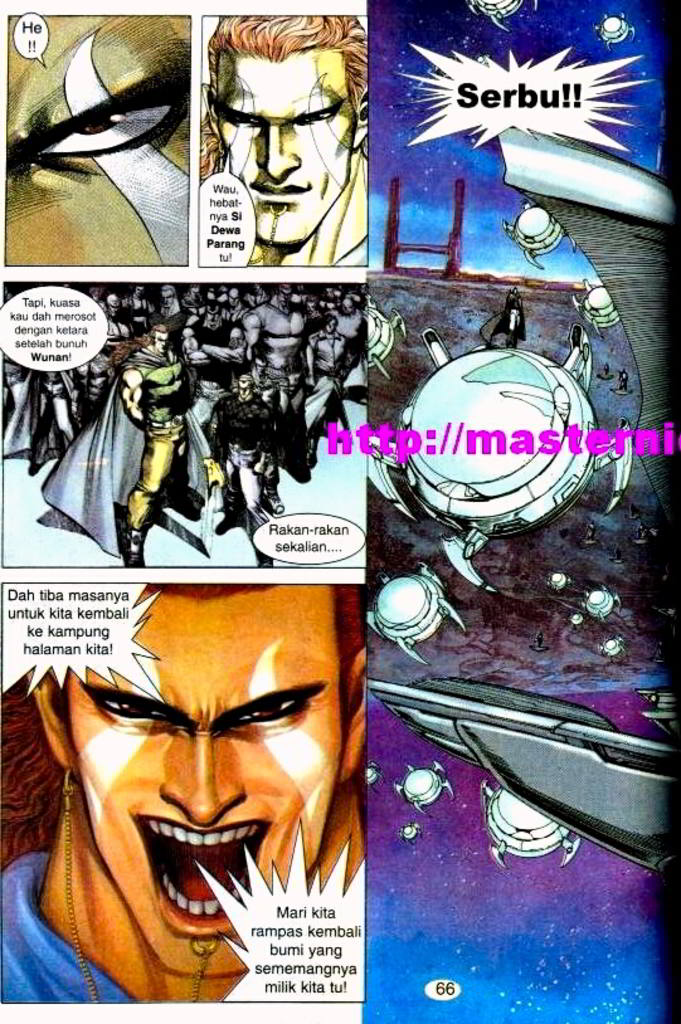 He
!!
Wau,
hebat-
nya Si
Dewa
Parang
tu!
Tapi, kuasa
kau dah merosot
dengan ketara
setelah bunuh
Wunan!
Rakan-rakan
sekalian....
Dah tiba masanya
untuk kita kembali
ke kampung
halaman kita!
Mari kita
rampas kembali
bumi yang
sememangnya
milik kita tu!
Serbu!!
66